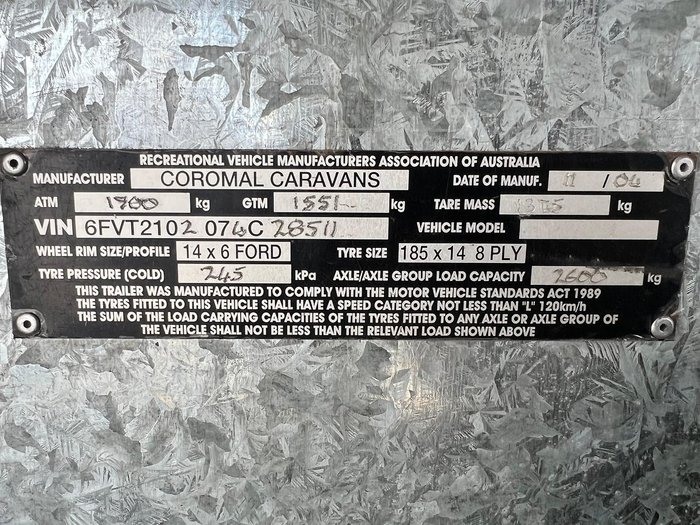 RECREATIONAL VEHICLE MANUFACTURERS ASSOCIATION OF AUSTRALIA
MANUFACTURER COROMAL CARAVANS DATE OF MANUF. 11 / 04
ATM 1700 kg GTM 1551 kg TARE MASS kg
VIN 6FVT2102 074C 28511 VEHICLE MODEL
WHEEL RIM SIZE/PROFILE 14 x 6 FORD TYRE SIZE 185 x 14 8 PLY
TYRE PRESSURE (COLD) 245 kPa AXLE/AXLE GROUP LOAD CAPACITY 2600 kg
THIS TRAILER WAS MANUFACTURED TO COMPLY WITH THE MOTOR VEHICLE STANDARDS ACT 1989
THE TYRES FITTED TO THIS VEHICLE SHALL HAVE A SPEED CATEGORY NOT LESS THAN "L" 120km/h
THE SUM OF THE LOAD CARRYING CAPACITIES OF THE TYRES FITTED TO ANY AXLE OR AXLE GROUP OF
THE VEHICLE SHALL NOT BE LESS THAN THE RELEVANT LOAD SHOWN ABOVE